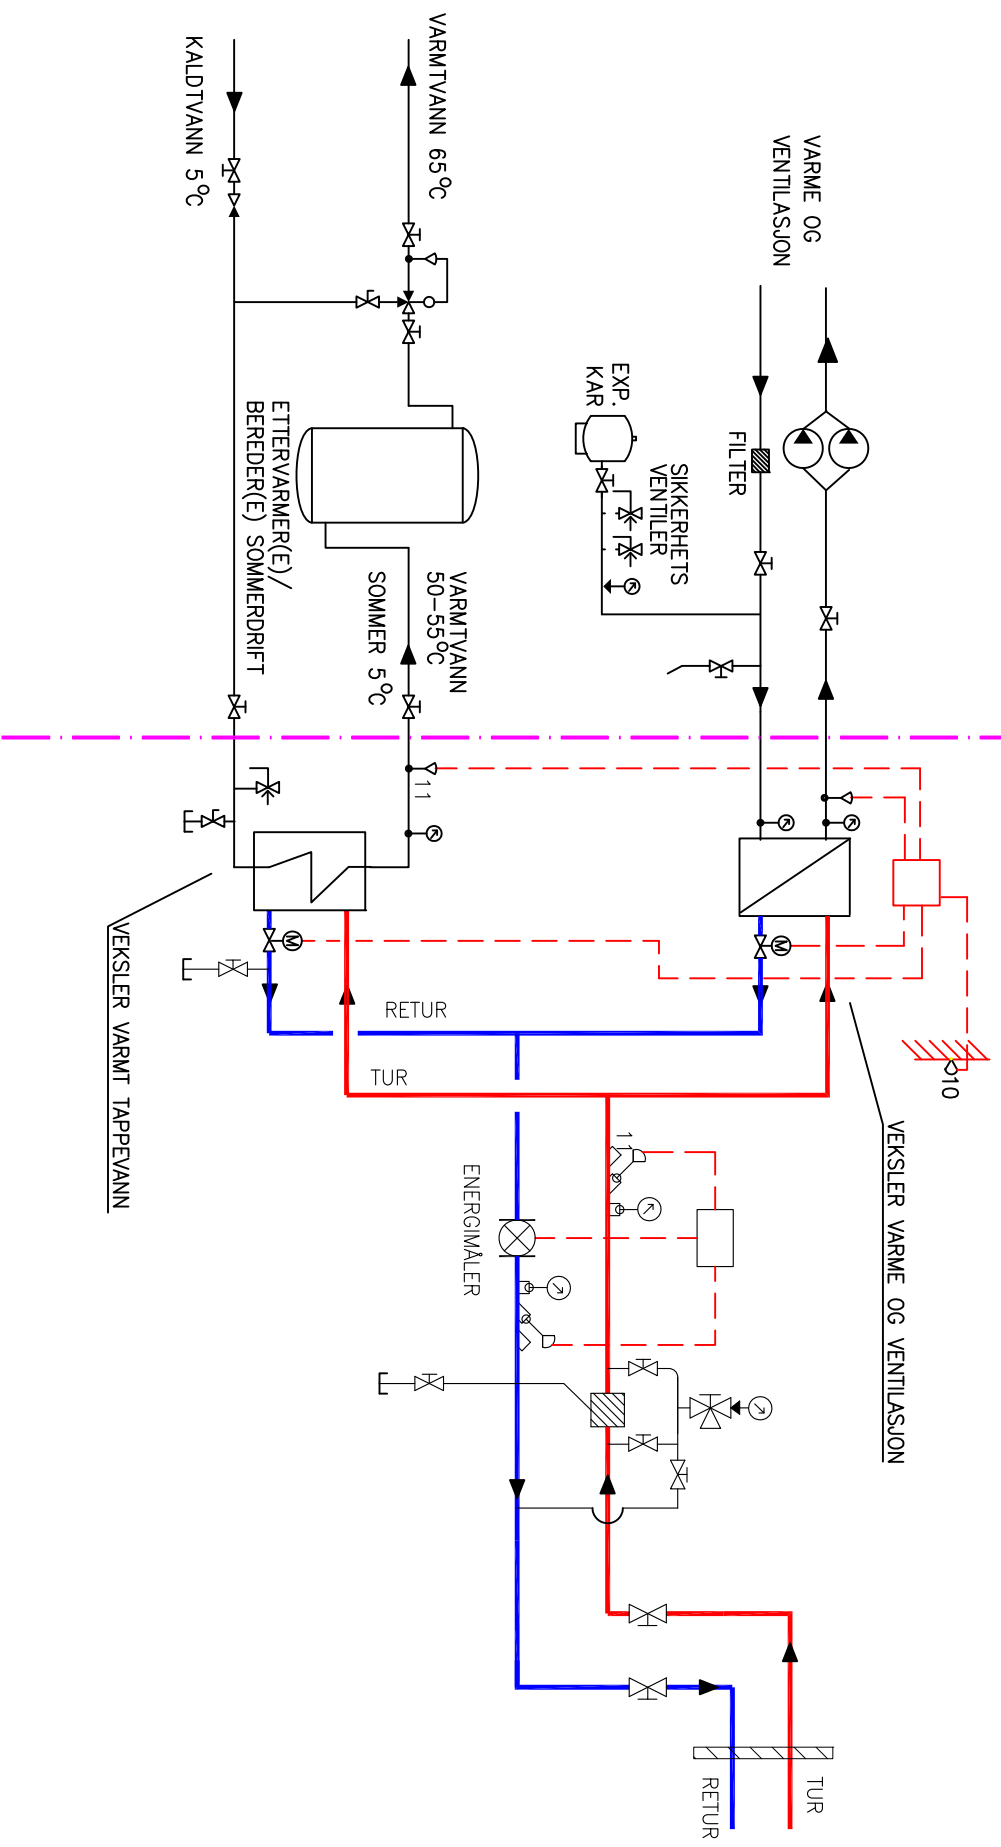 VARME OG
VENTILASJON
VARMTVANN 65°C
KALDTVANN 5°C
EXP.
KAR
SIKKERHETS
VENTILER
FILTER
ETTERVARMER(E)/
BEREDER(E) SOMMERDRIFT
VARMTVANN
50-55°C
SOMMER 5°C
11
M
M
10
RETUR
TUR
VEKSLER VARME OG VENTILASJON
VEKSLER VARMT TAPPEVANN
11
ENERGIMÅLER
TUR
RETUR